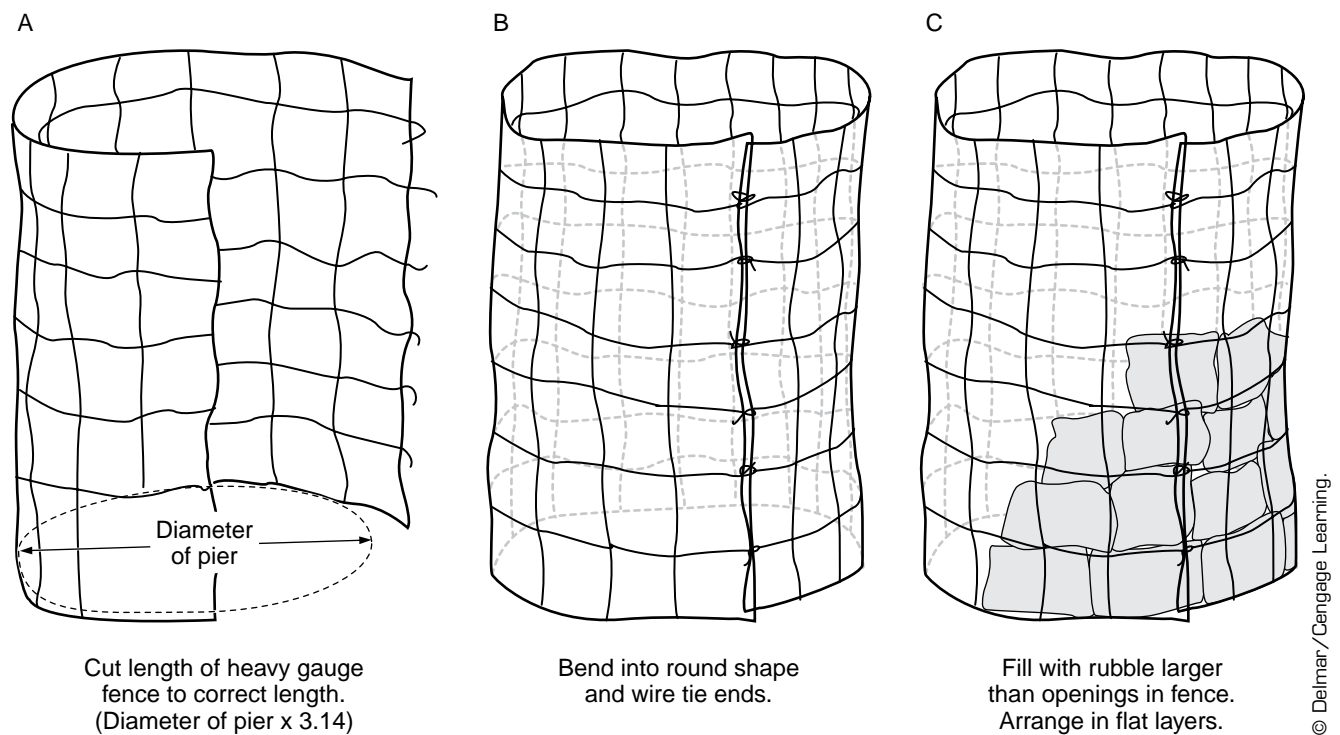 A
B
C
Diameter
of pier
Cut length of heavy gauge
fence to correct length.
(Diameter of pier x 3.14)
Bend into round shape
and wire tie ends.
Fill with rubble larger
than openings in fence.
Arrange in flat layers.
© Delmar/Cengage Learning.